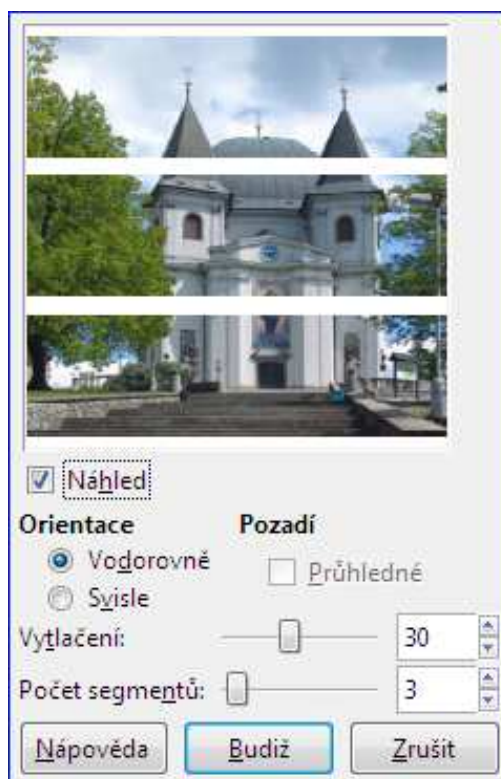 Náhled
Orientace
Pozadí
Vodorovně
Průhledné
Svisle
Vytlačení:
30
Počet segmentů:
3
Nápověda
Budiž
Zrušit